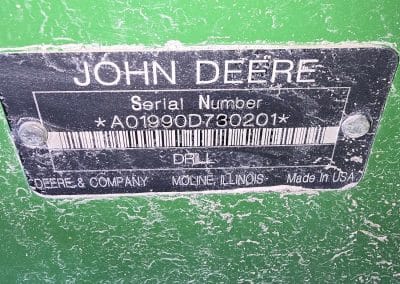 JOHN DEERE
Serial Number
*A01990D730201*
DRILL
DEERE & COMPANY MOLINE, ILLINOIS Made In USA